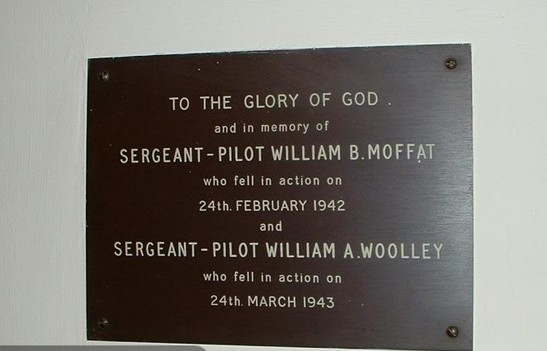 TO THE GLORY OF GOD .
and in memory of
SERGEANT-PILOT WILLIAM B.MOFFAT
who fell in action on
24th. FEBRUARY 1942
and
SERGEANT-PILOT WILLIAM A.WOOLLEY
who fell in action on
24th. MARCH 1943